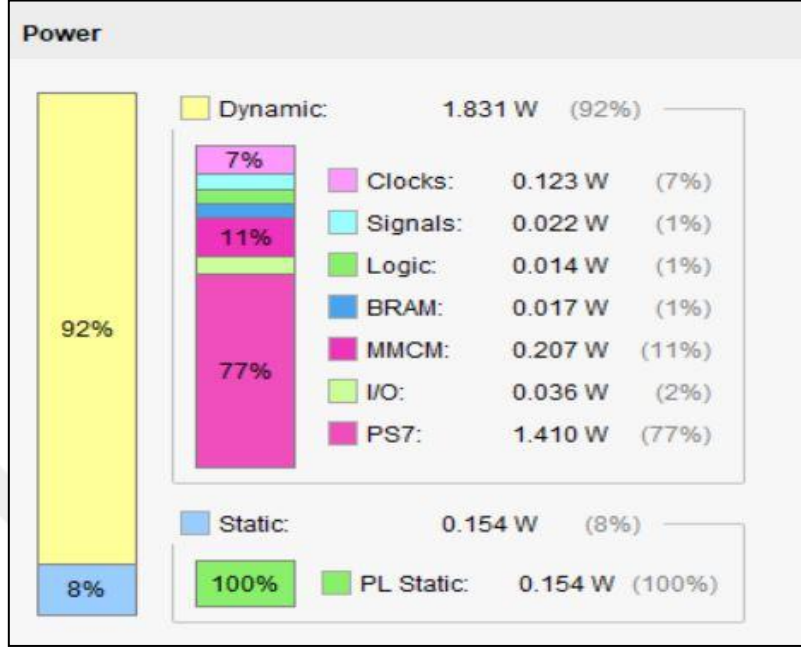 Power
Dynamic: 1.831 W (92%)
7%
Clocks: 0.123 W (7%)
Signals: 0.022 W (1%)
11%
Logic: 0.014 W (1%)
BRAM: 0.017 W (1%)
92%
MMCM: 0.207 W (11%)
77%
I/O: 0.036 W (2%)
PS7: 1.410 W (77%)
Static: 0.154 W (8%)
8%
100% PL Static: 0.154 W (100%)